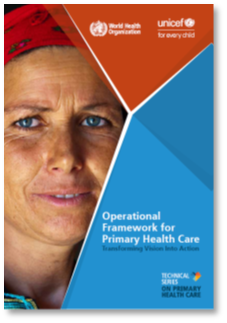 World Health
Organization
unicef
for every child
Operational
Framework for
Primary Health Care
Transforming Vision Into Action
TECHNICAL
SERIES
ON PRIMARY
HEALTH CARE